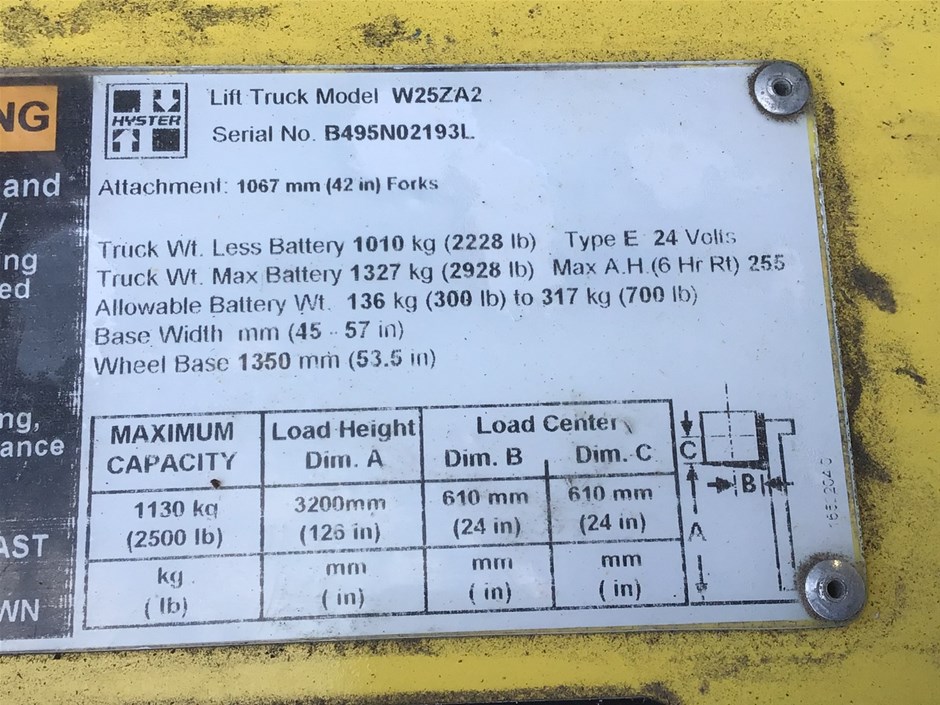 NG
and
y
ng
ed
ng,
ance
AST
WN
HYSTER
Lift Truck Model W25ZA2
Serial No. B495N02193L
Attachment: 1067 mm (42 in) Forks
Truck Wt. Less Battery 1010 kg (2228 lb) Type E 24 Volts
Truck Wt. Max Battery 1327 kg (2928 lb) Max A.H.(6 Hr Rt) 255
Allowable Battery Wt. 136 kg (300 lb) to 317 kg (700 lb)
Base Width mm (45 - 57 in)
Wheel Base 1350 mm (53.5 in)
MAXIMUM CAPACITY
Load Height Dim. A
Load Center
Dim. B Dim. C
1130 kg 3200mm 610 mm 610 mm
(2500 lb) (126 in) (24 in) (24 in)
kg mm mm mm
( lb) ( in) ( in) ( in)
C
B
A